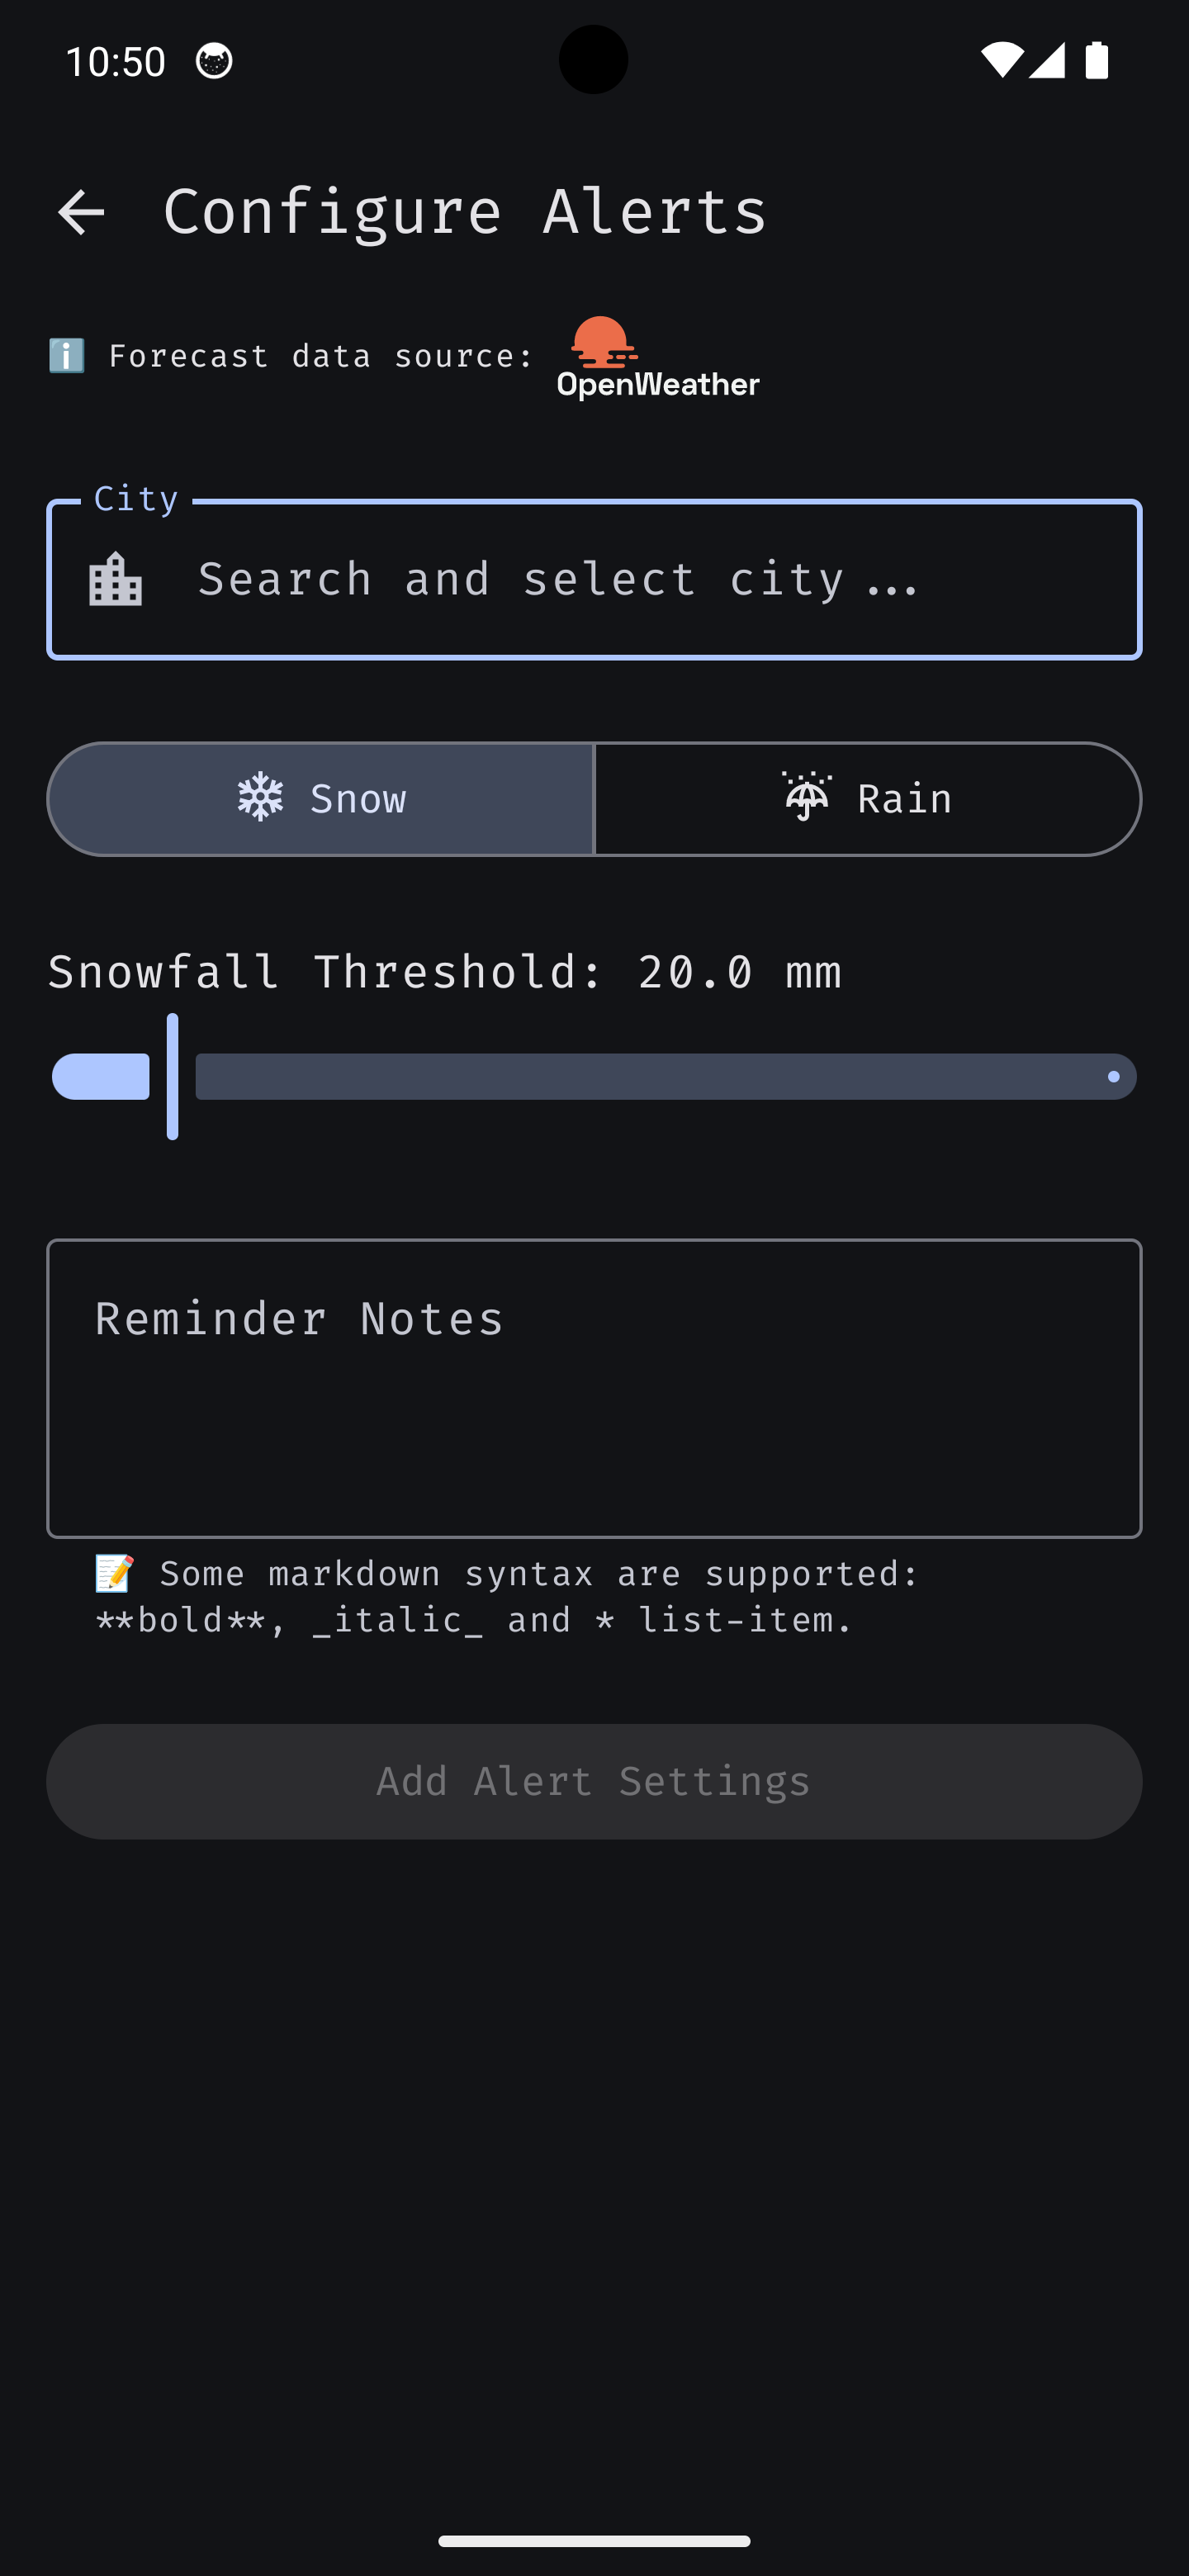 10:50
Configure Alerts
ℹ️ Forecast data source:
OpenWeather
City
Search and select city...
Snow
Rain
Snowfall Threshold: 20.0 mm
Reminder Notes
📝 Some markdown syntax are supported:
**bold**, _italic_ and * list-item.
Add Alert Settings